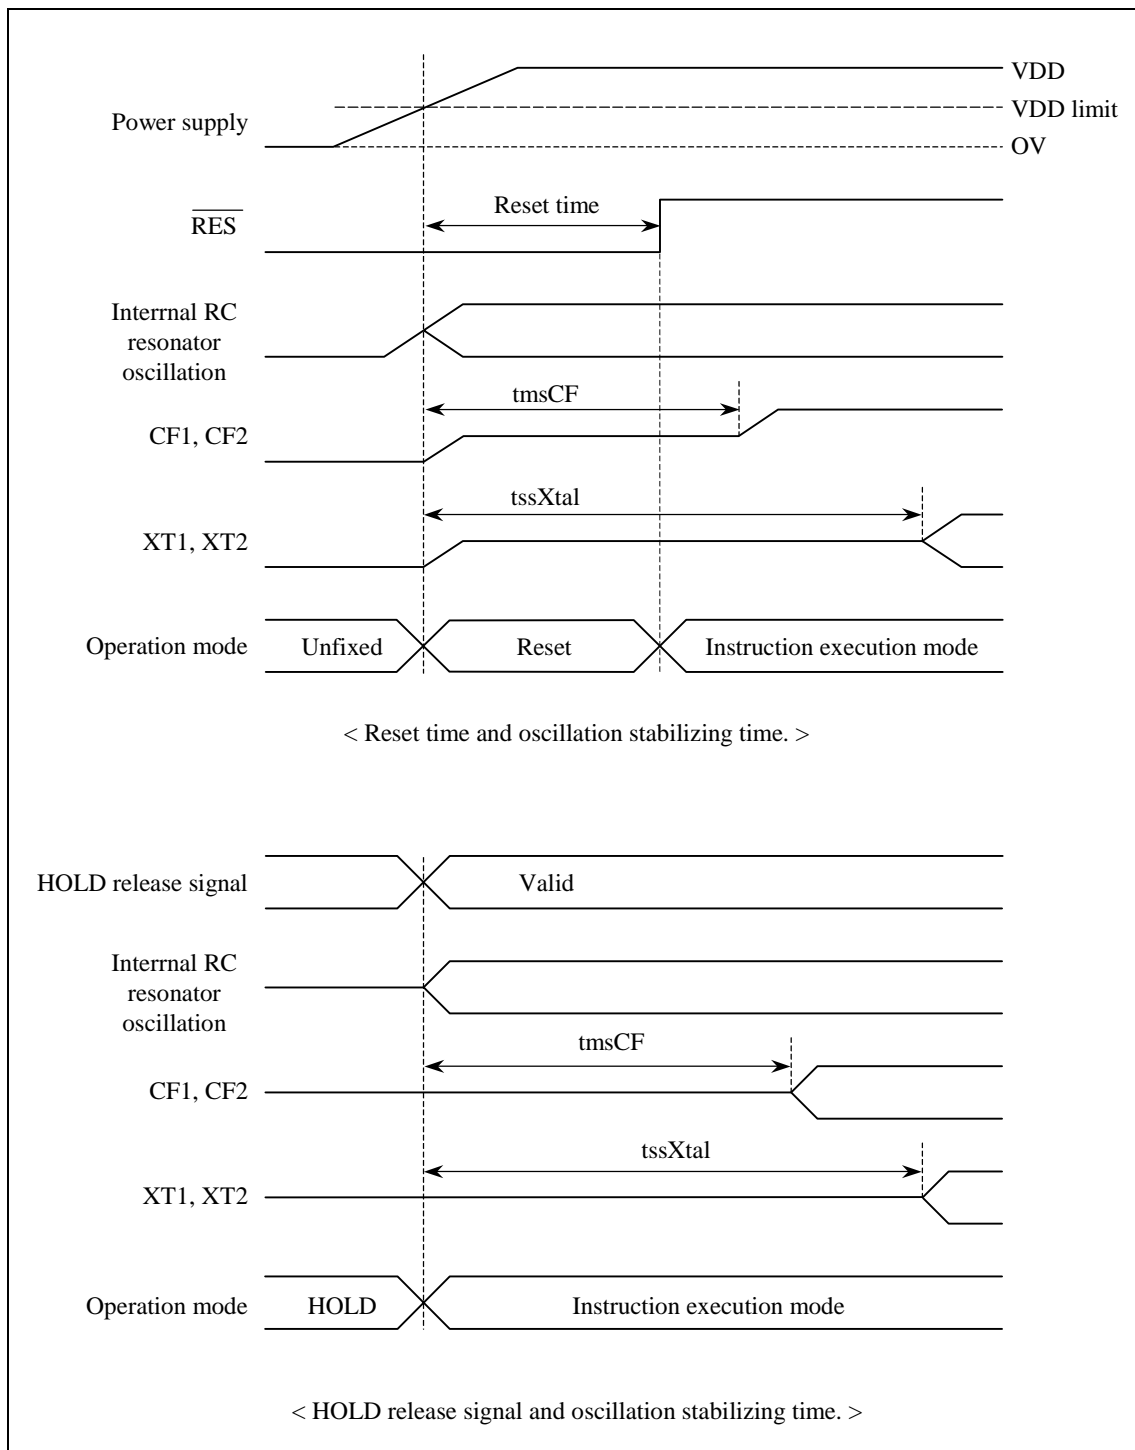 VDD
Power supply
VDD limit
OV
RES
Reset time
Interrnal RC
resonator
oscillation
tmsCF
CF1, CF2
tssXtal
XT1, XT2
Operation mode
Unfixed
Reset
Instruction execution mode
< Reset time and oscillation stabilizing time. >
HOLD release signal
Valid
Interrnal RC
resonator
oscillation
tmsCF
CF1, CF2
tssXtal
XT1, XT2
Operation mode
HOLD
Instruction execution mode
< HOLD release signal and oscillation stabilizing time. >